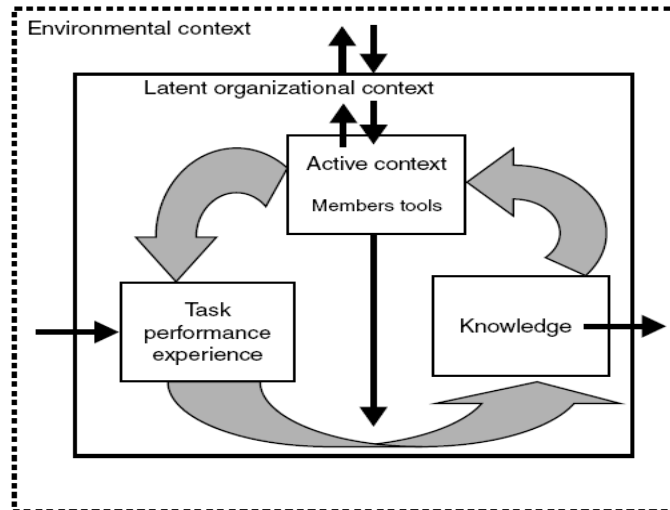 Environmental context
Latent organizational context
Active context
Members tools
Task
performance
experience
Knowledge